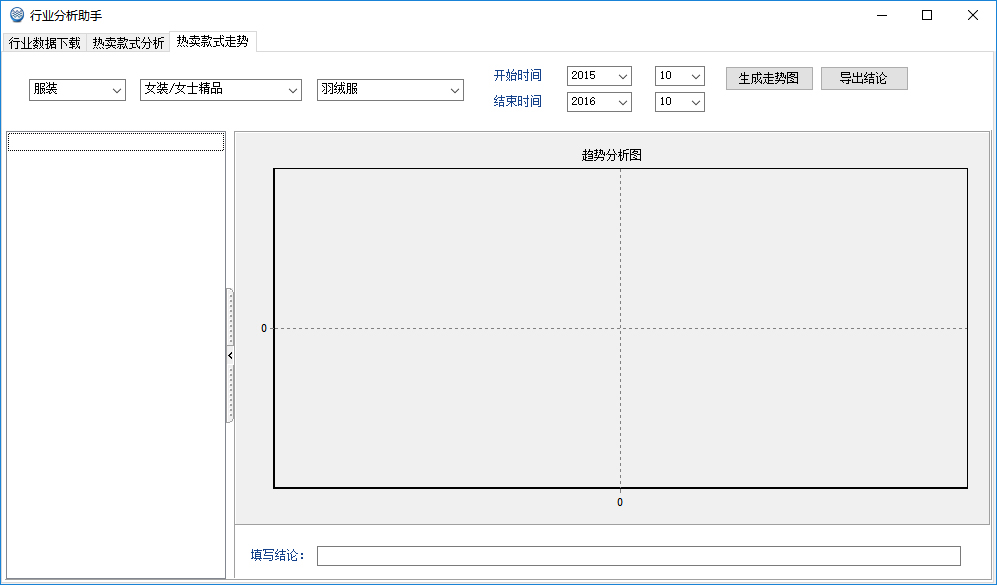 行业分析助手
行业数据下载 热卖款式分析 热卖款式走势
服装 女装/女士精品 羽绒服
开始时间 2015 10 生成走势图 导出结论
结束时间 2016 10
趋势分析图
0
0
填写结论：